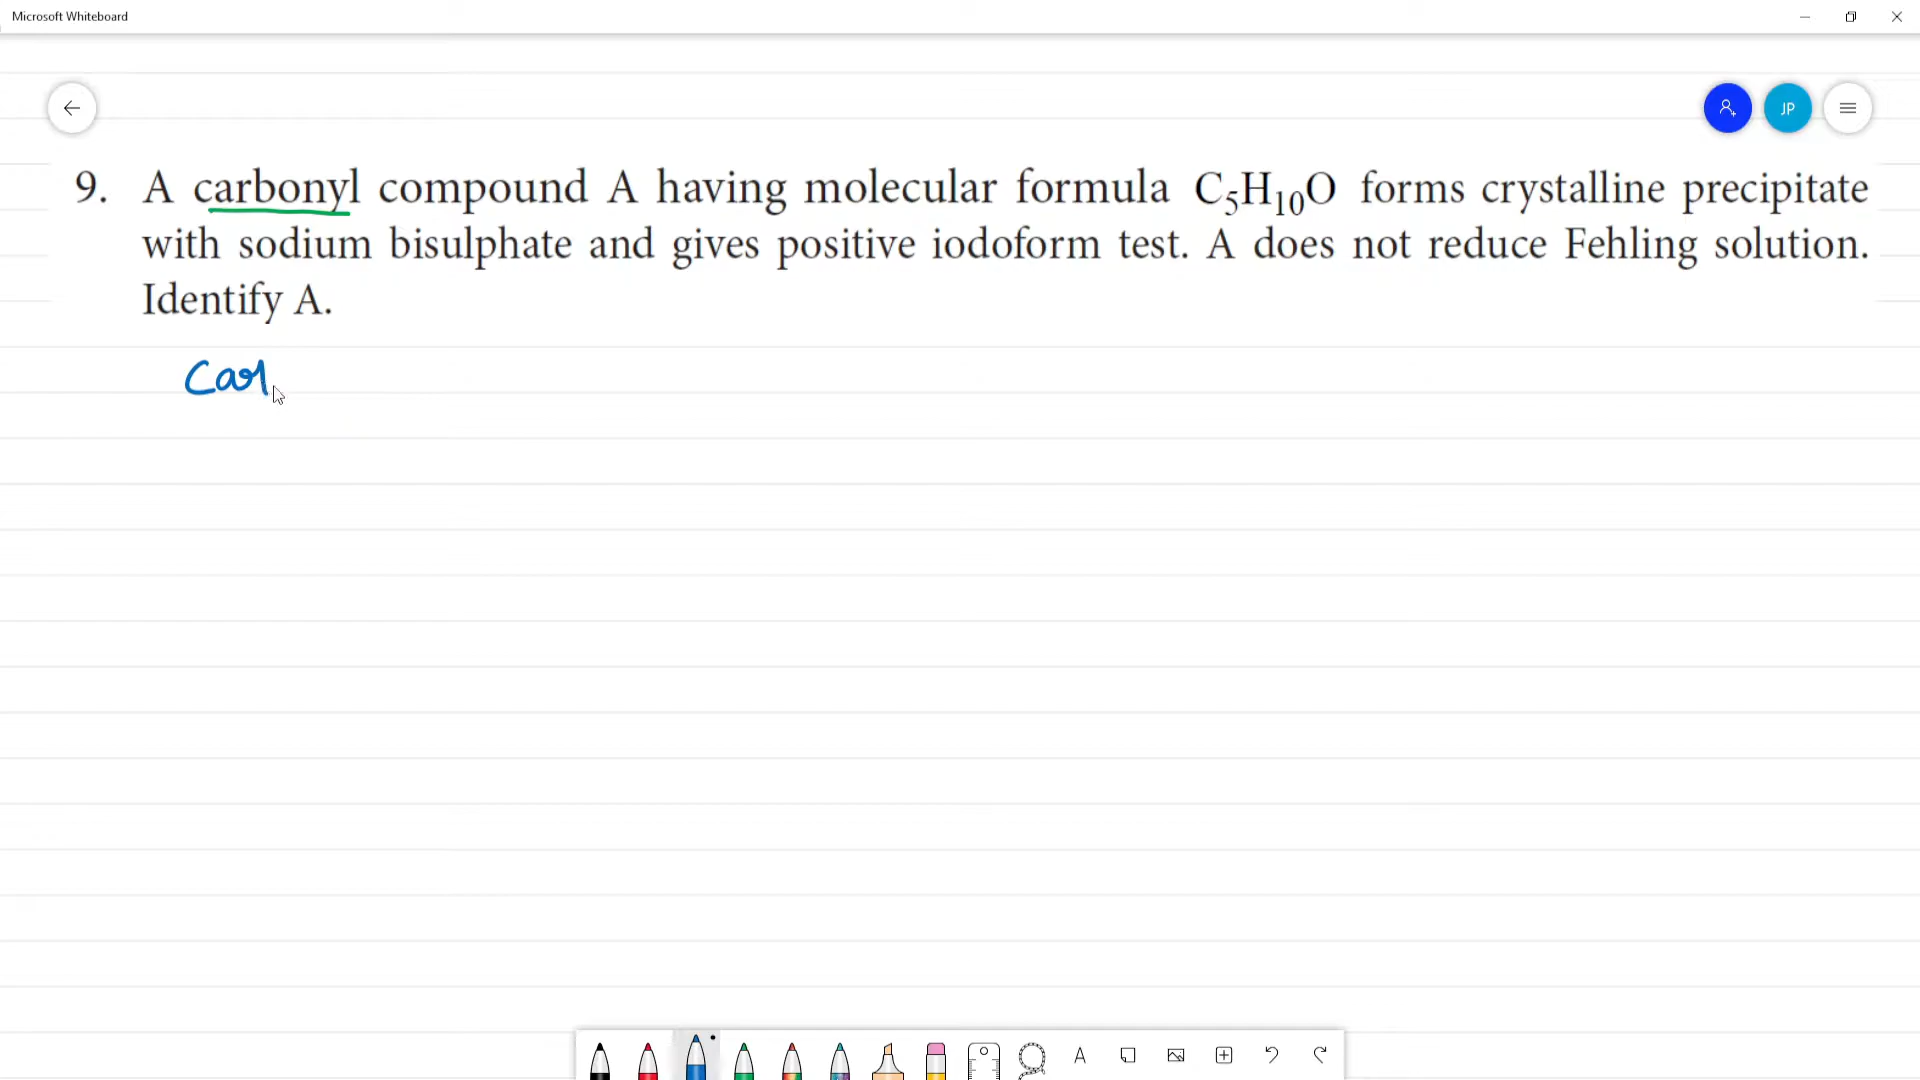 Microsoft Whiteboard
JP
9. A carbonyl compound A having molecular formula C₅H₁₀O forms crystalline precipitate
with sodium bisulphate and gives positive iodoform test. A does not reduce Fehling solution.
Identify A.
A